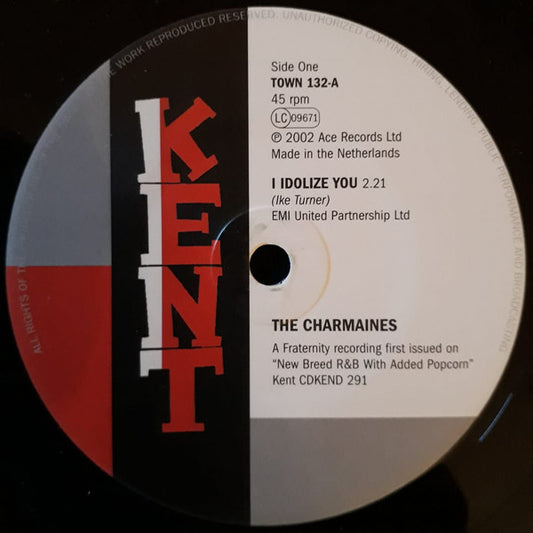 ALL RIGHTS OF THE
WORK REPRODUCED RESERVED. UNAUTHORIZED COPYING, HIRING, LENDING, PUBLIC PERFORMANCE AND BROADCASTING
KENT
Side One
TOWN 132-A
45 rpm
LC 09671
℗ 2002 Ace Records Ltd
Made in the Netherlands
I IDOLIZE YOU 2.21
(Ike Turner)
EMI United Partnership Ltd
THE CHARMAINES
A Fraternity recording first issued on
“New Breed R&B With Added Popcorn”
Kent CDKEND 291